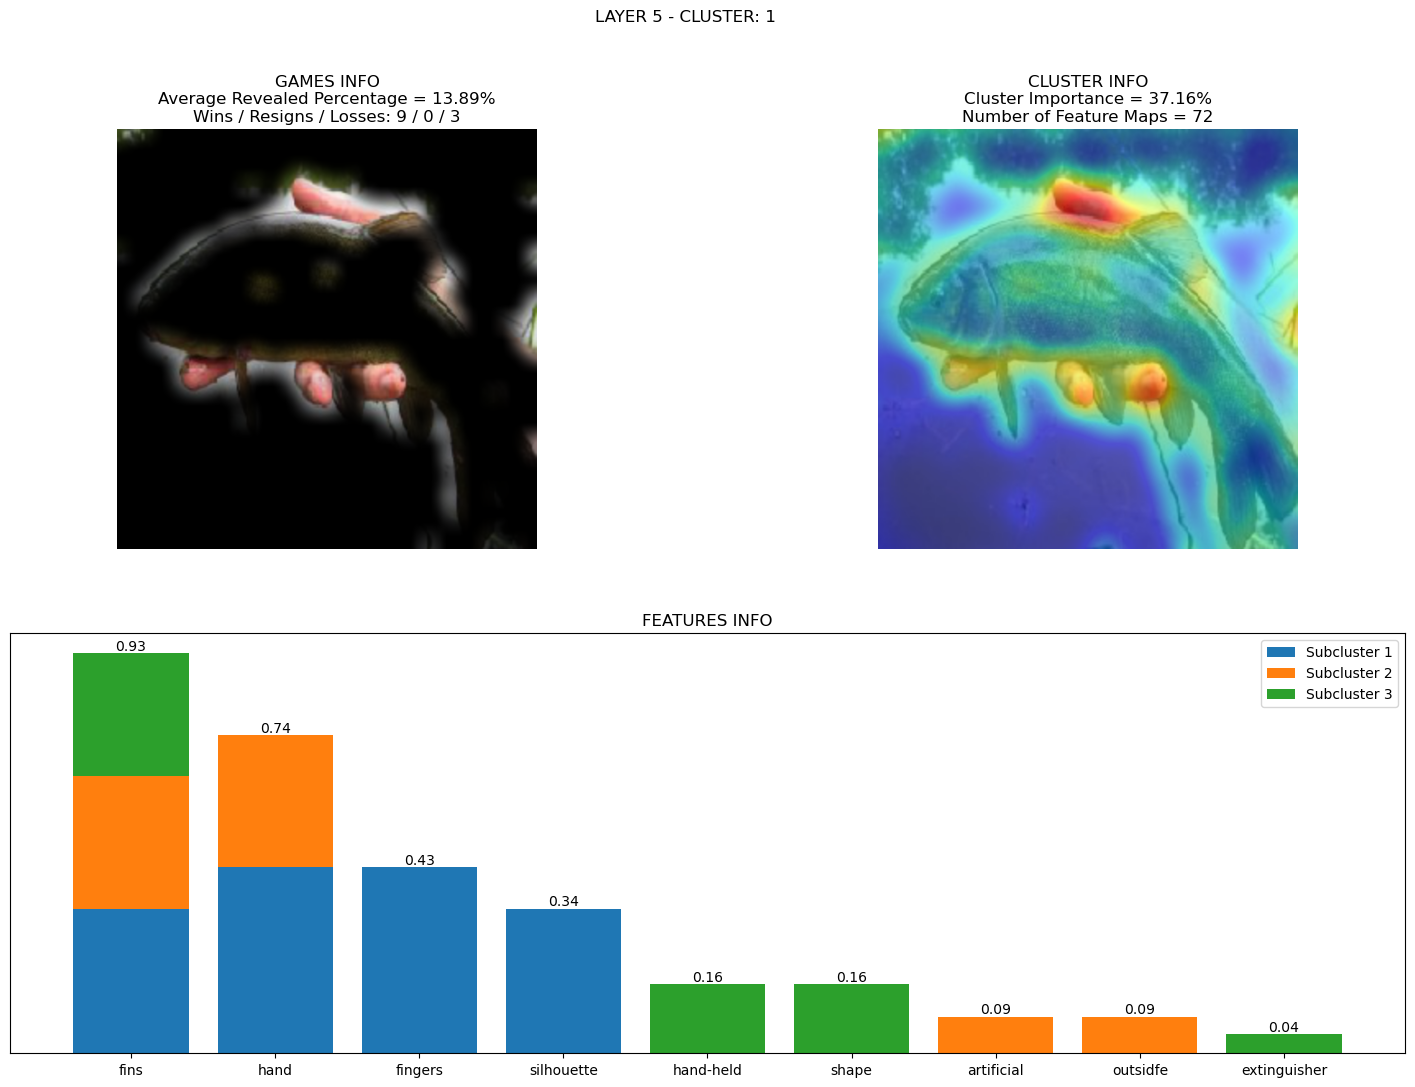 LAYER 5 - CLUSTER: 1
GAMES INFO
Average Revealed Percentage = 13.89%
Wins / Resigns / Losses: 9 / 0 / 3
CLUSTER INFO
Cluster Importance = 37.16%
Number of Feature Maps = 72
FEATURES INFO
Subcluster 1
Subcluster 2
Subcluster 3
0.93
0.74
0.43
0.34
0.16
0.16
0.09
0.09
0.04
fins
hand
fingers
silhouette
hand-held
shape
artificial
outsidfe
extinguisher